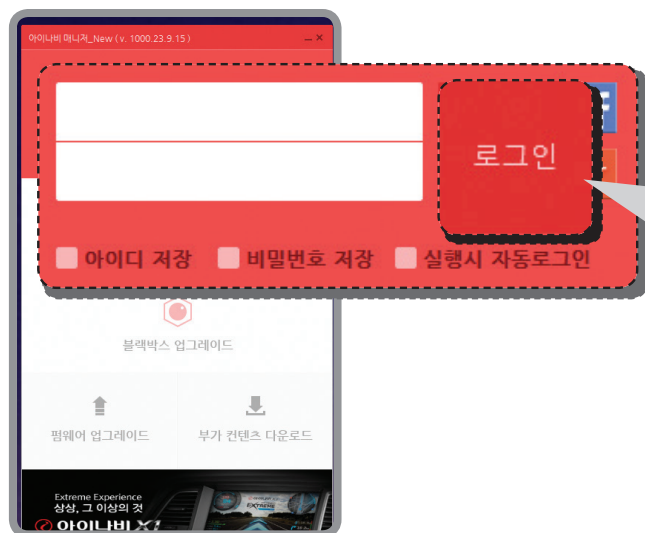 아이나비 매니저_New ( v. 1000.23.9.15 )
로그인
아이디 저장 비밀번호 저장 실행시 자동로그인
블랙박스 업그레이드
펌웨어 업그레이드 부가 컨텐츠 다운로드
Extreme Experience
상상, 그 이상의 것
아이나비 X1
EXTREME